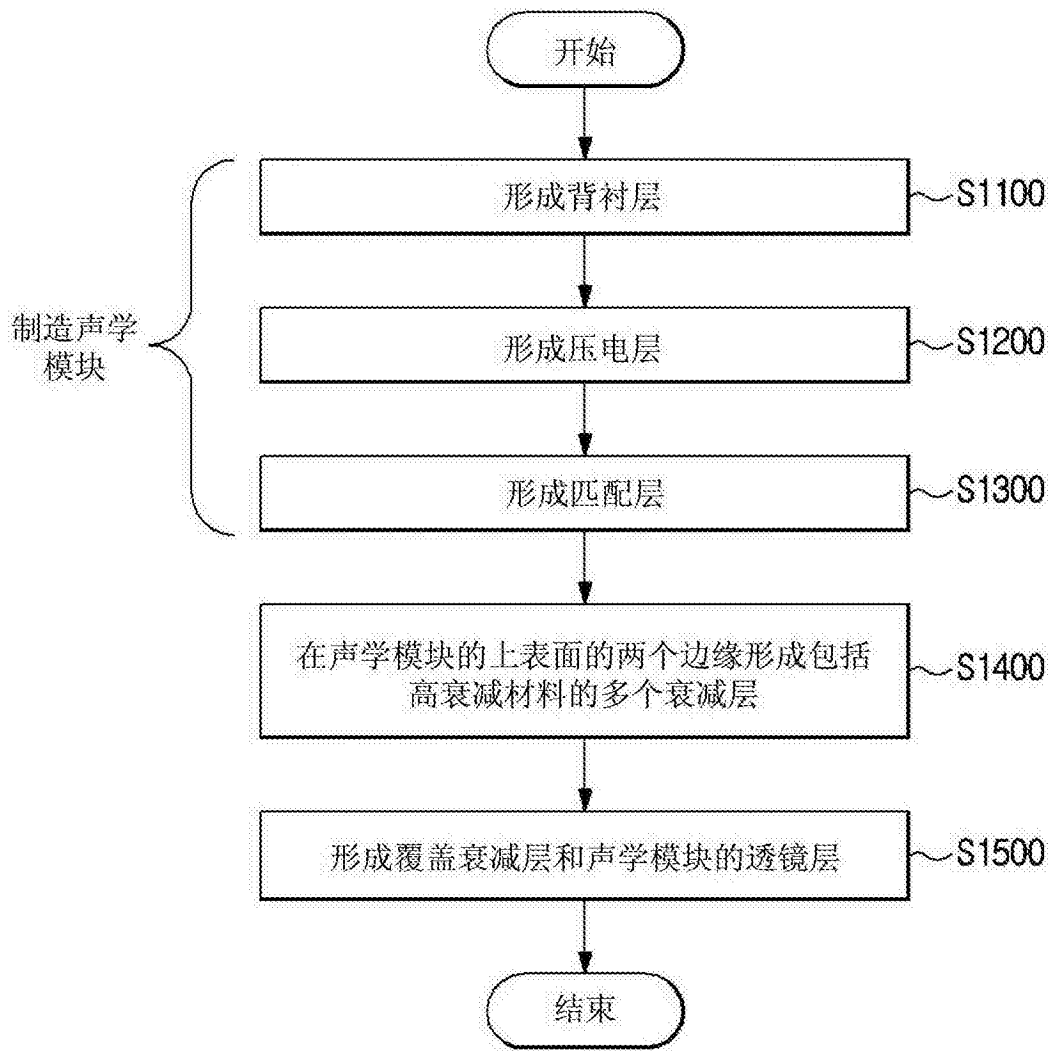 开始
形成背衬层
S1100
制造声学
模块
形成压电层
S1200
形成匹配层
S1300
在声学模块的上表面的两个边缘形成包括
高衰减材料的多个衰减层
S1400
形成覆盖衰减层和声学模块的透镜层
S1500
结束